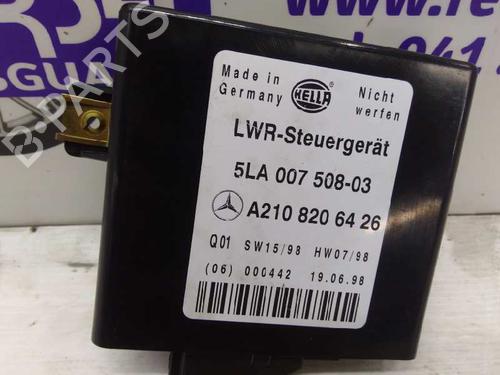 Made in
Germany
HELLA
Nicht
werfen
LWR-Steuergerät
5LA 007 508-03
A210 820 64 26
Q01 SW15/98 HW07/98
(06) 000442 19.06.98
B-PARTS